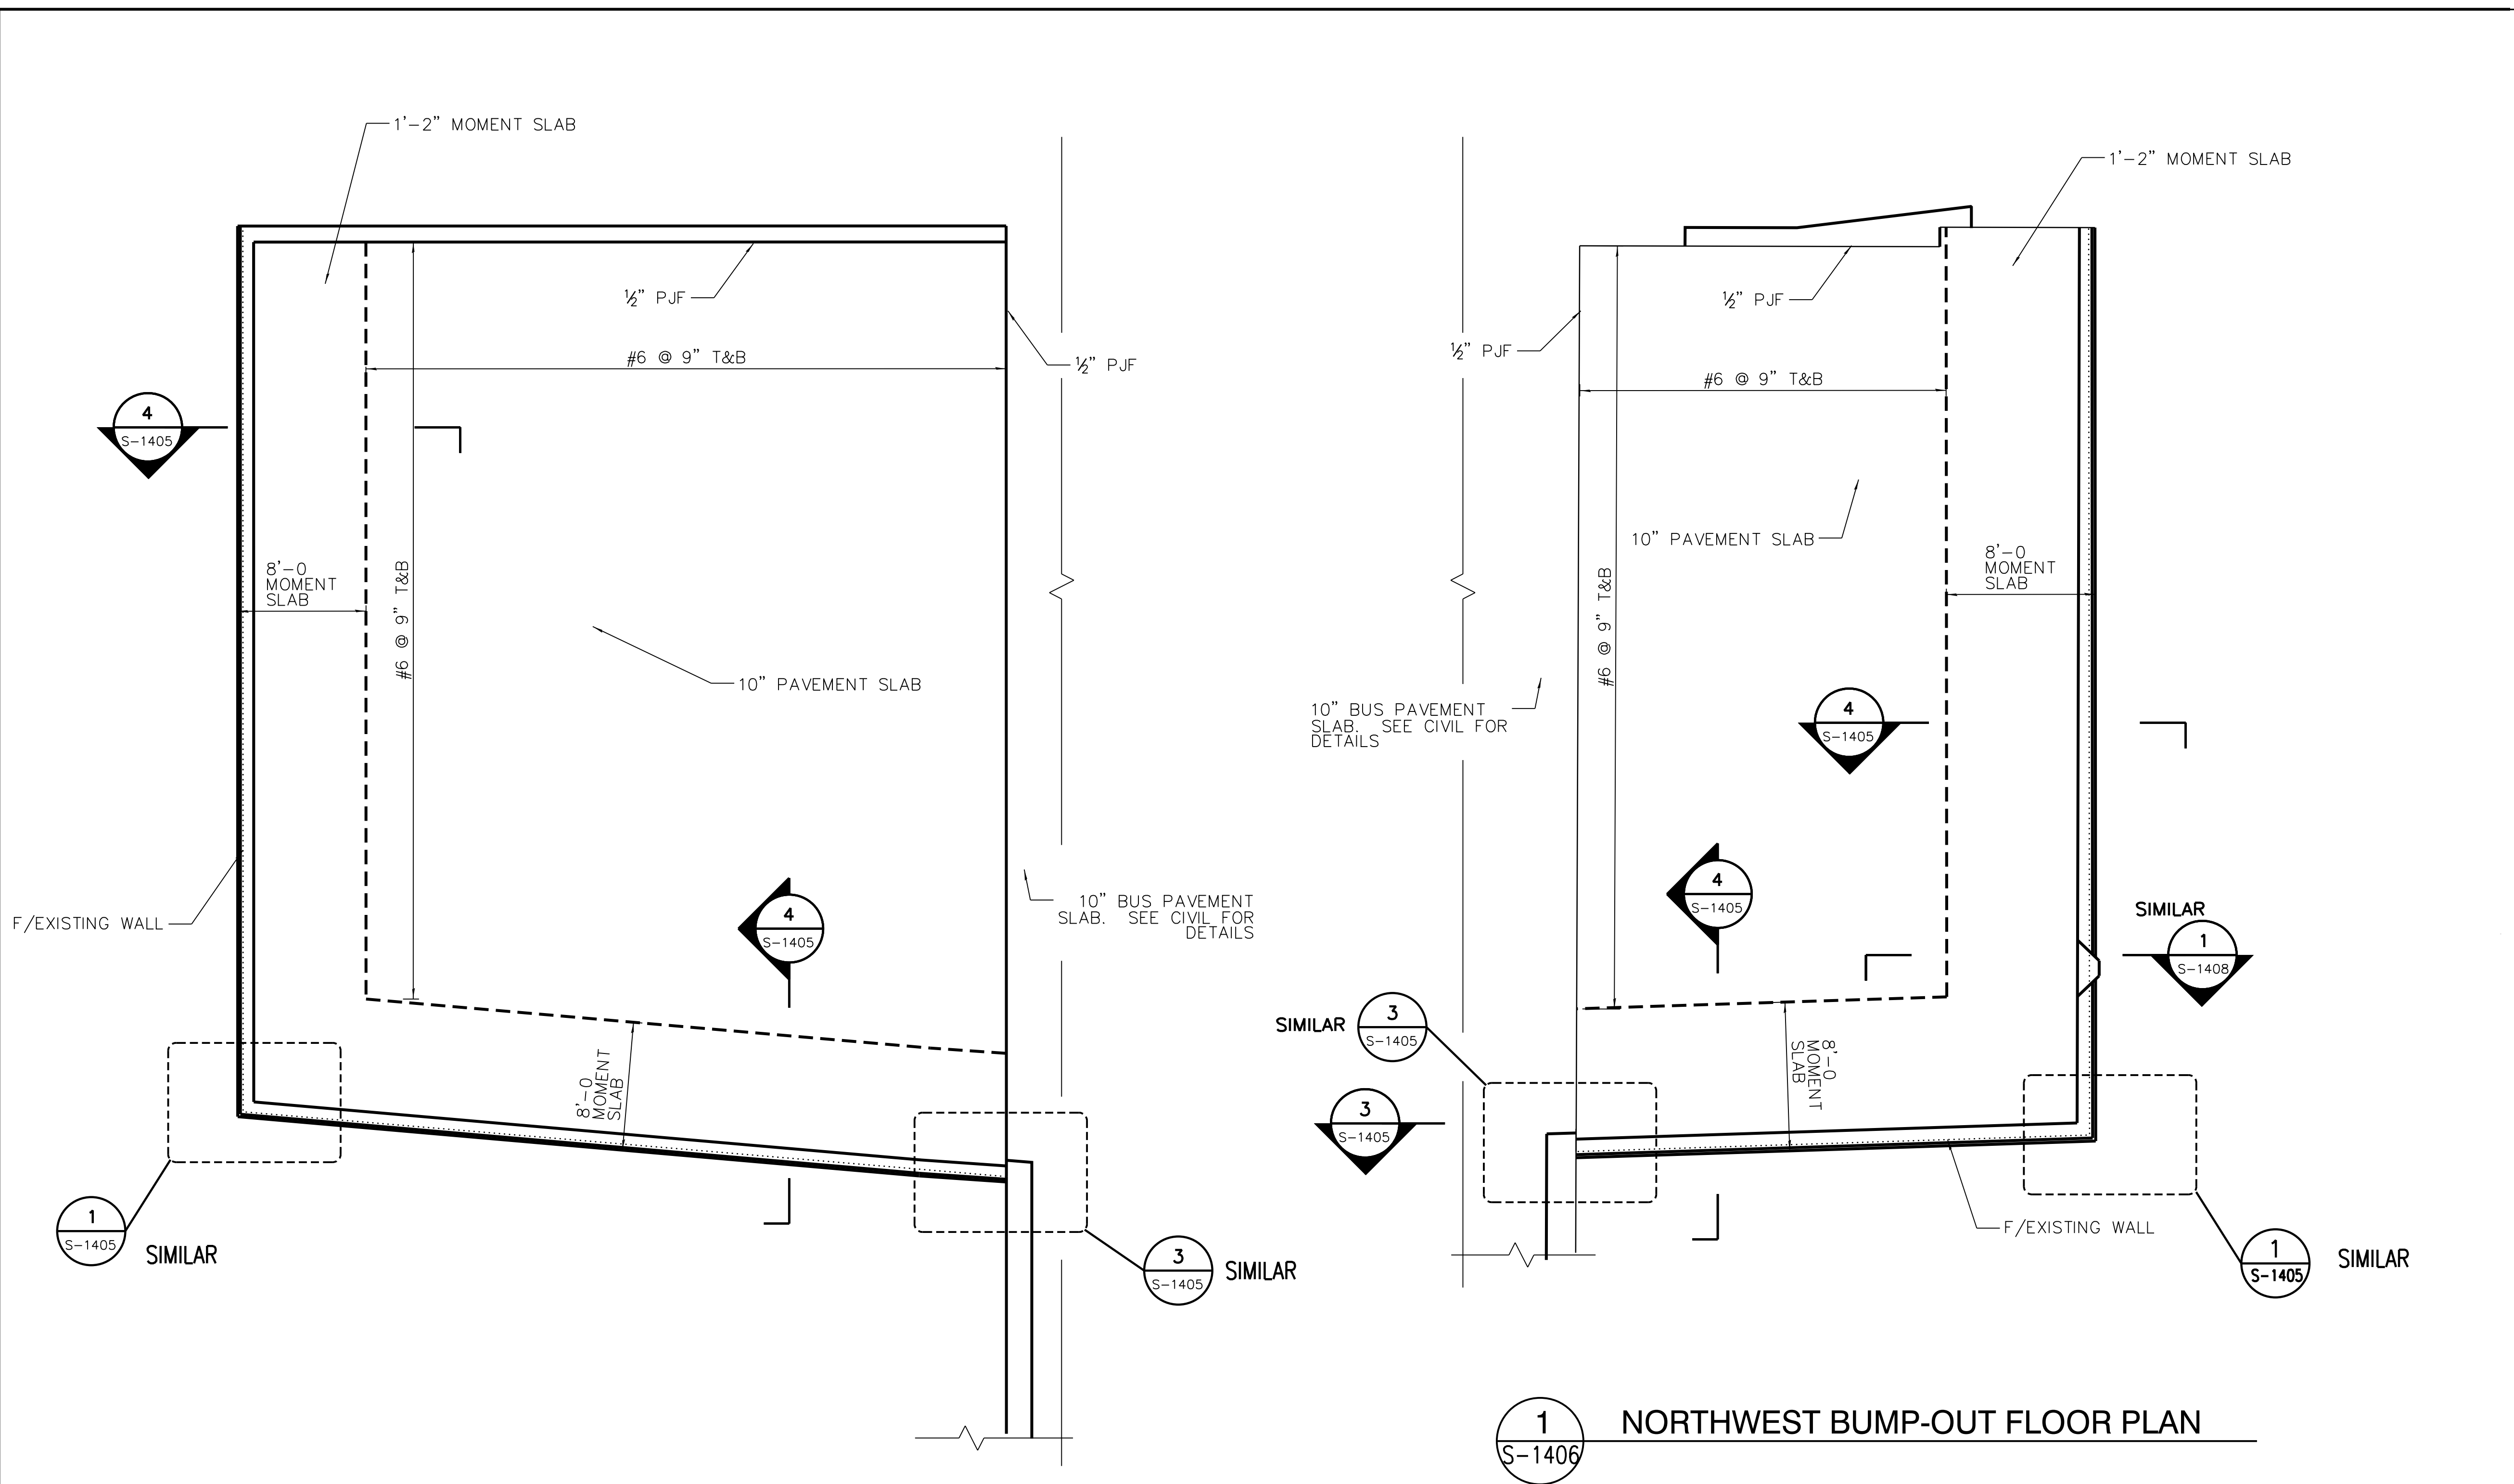 1'-2" MOMENT SLAB
½" PJF
#6 @ 9" T&B
½" PJF
4
S-1405
8'-0
MOMENT
SLAB
#6 @ 9" T&B
10" PAVEMENT SLAB
F/EXISTING WALL
4
S-1405
10" BUS PAVEMENT
SLAB.  SEE CIVIL FOR
DETAILS
8'-0
MOMENT
SLAB
1
S-1405
SIMILAR
3
S-1405
SIMILAR
1'-2" MOMENT SLAB
½" PJF
½" PJF
#6 @ 9" T&B
10" PAVEMENT SLAB
8'-0
MOMENT
SLAB
#6 @ 9" T&B
10" BUS PAVEMENT
SLAB.  SEE CIVIL FOR
DETAILS
4
S-1405
4
S-1405
SIMILAR
1
S-1408
SIMILAR
3
S-1405
8'-0
MOMENT
SLAB
3
S-1405
F/EXISTING WALL
1
S-1405
SIMILAR
1
S-1406
NORTHWEST BUMP-OUT FLOOR PLAN